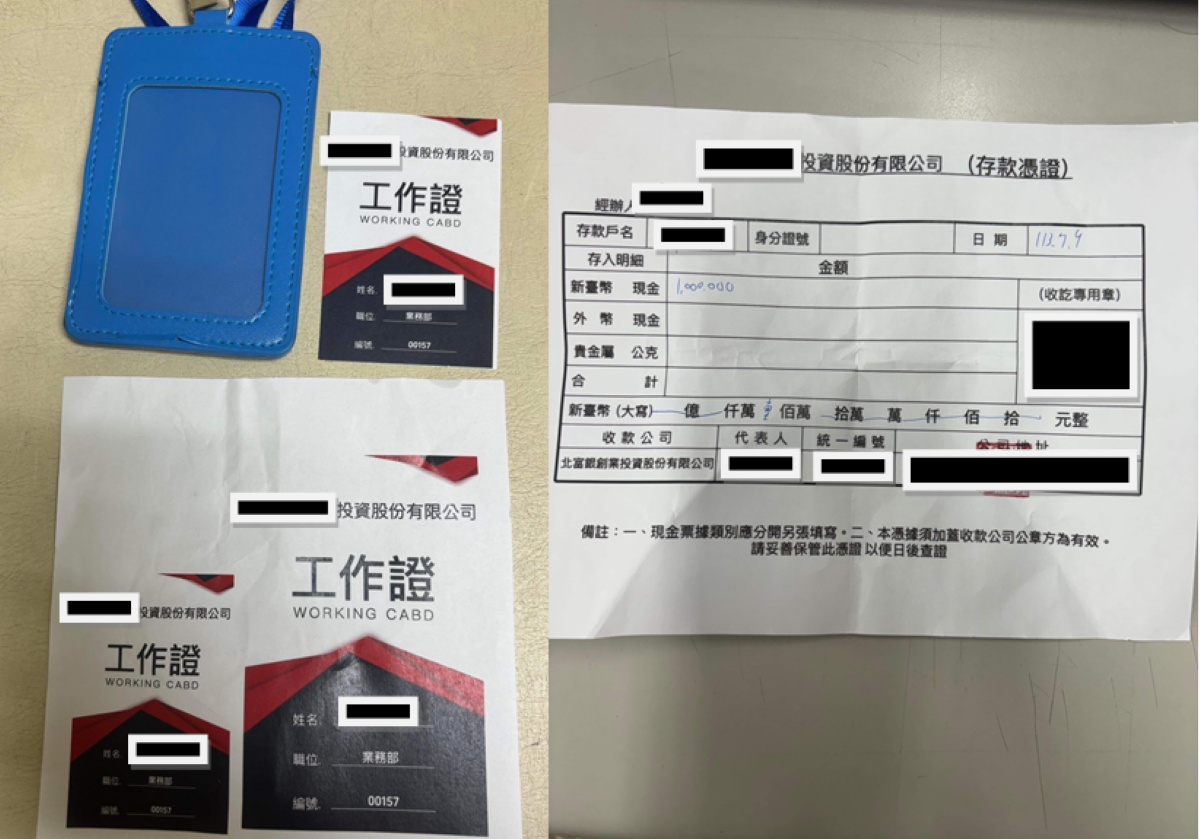 投資股份有限公司
工作證
WORKING CABD
姓名
職位 業務部
編號. 00157
投資股份有限公司
工作證
WORKING CABD
姓名
職位. 業務部
編號. 00157
投資股份有限公司
工作證
WORKING CABD
姓名
職位. 業務部
編號. 00157
投資股份有限公司 (存款憑證)
經辦人
存款戶名 身分證號 日期 113.7.9
存入明細 金額
新臺幣 現金 1,000,000 (收訖專用章)
外幣 現金
貴金屬 公克
合計
新臺幣 (大寫) 億 仟萬 壹 佰萬 拾萬 萬 仟 佰 拾 元整
收款公司 代表人 統一編號 公司地址
北富銀創業投資股份有限公司
備註:一、現金票據類別應分開另張填寫。二、本憑據須加蓋收款公司公章方為有效。
請妥善保管此憑證以便日後查證